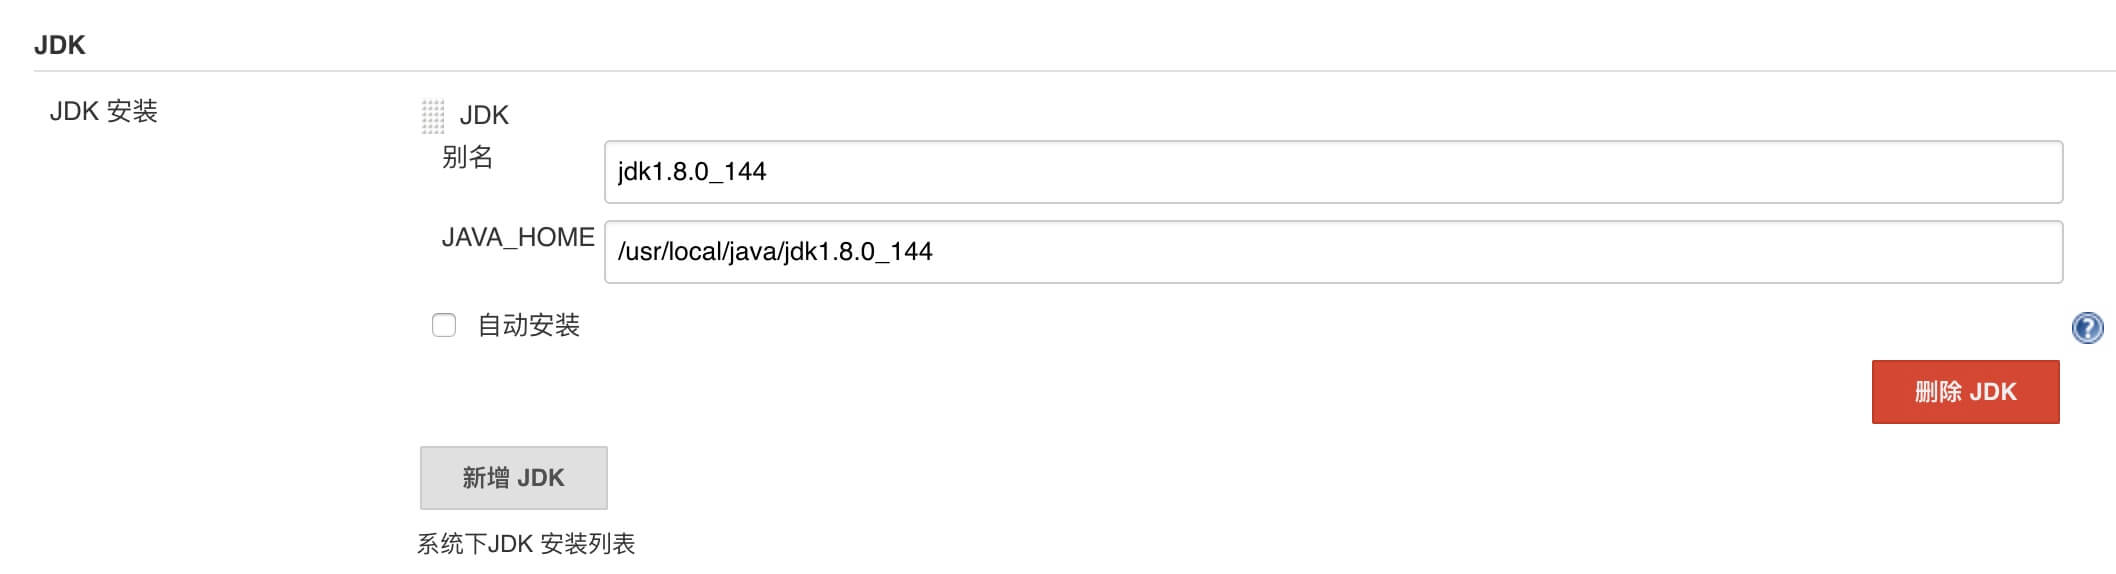 JDK
JDK 安装
JDK
别名
jdk1.8.0_144
JAVA_HOME
/usr/local/java/jdk1.8.0_144
自动安装
?
删除 JDK
新增 JDK
系统下JDK 安装列表